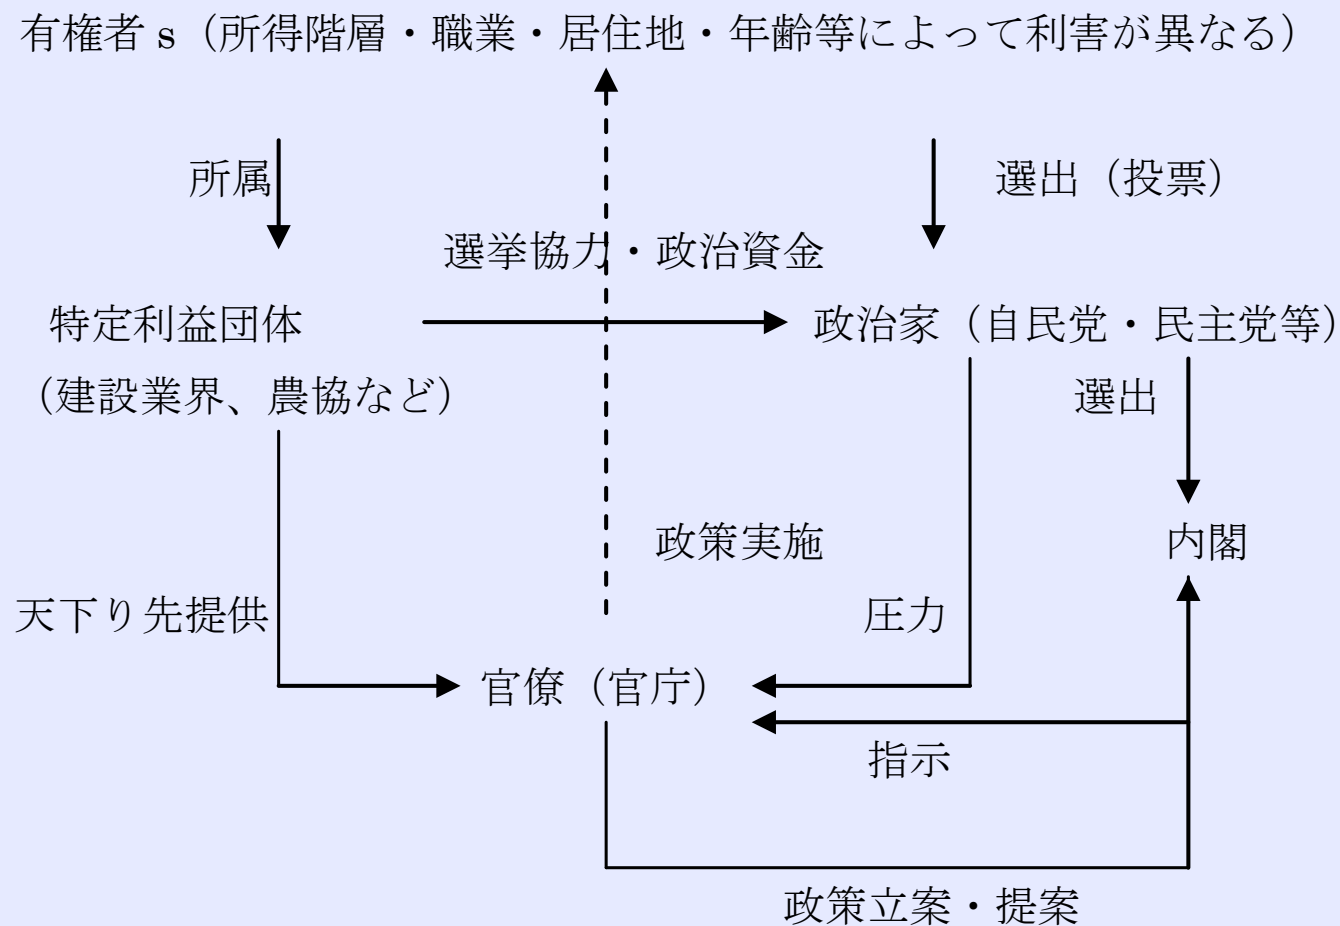 有権者 s（所得階層・職業・居住地・年齢等によって利害が異なる）
所属
選出（投票）
選挙協力・政治資金
特定利益団体
政治家（自民党・民主党等）
（建設業界、農協など）
選出
政策実施
内閣
天下り先提供
圧力
官僚（官庁）
指示
政策立案・提案